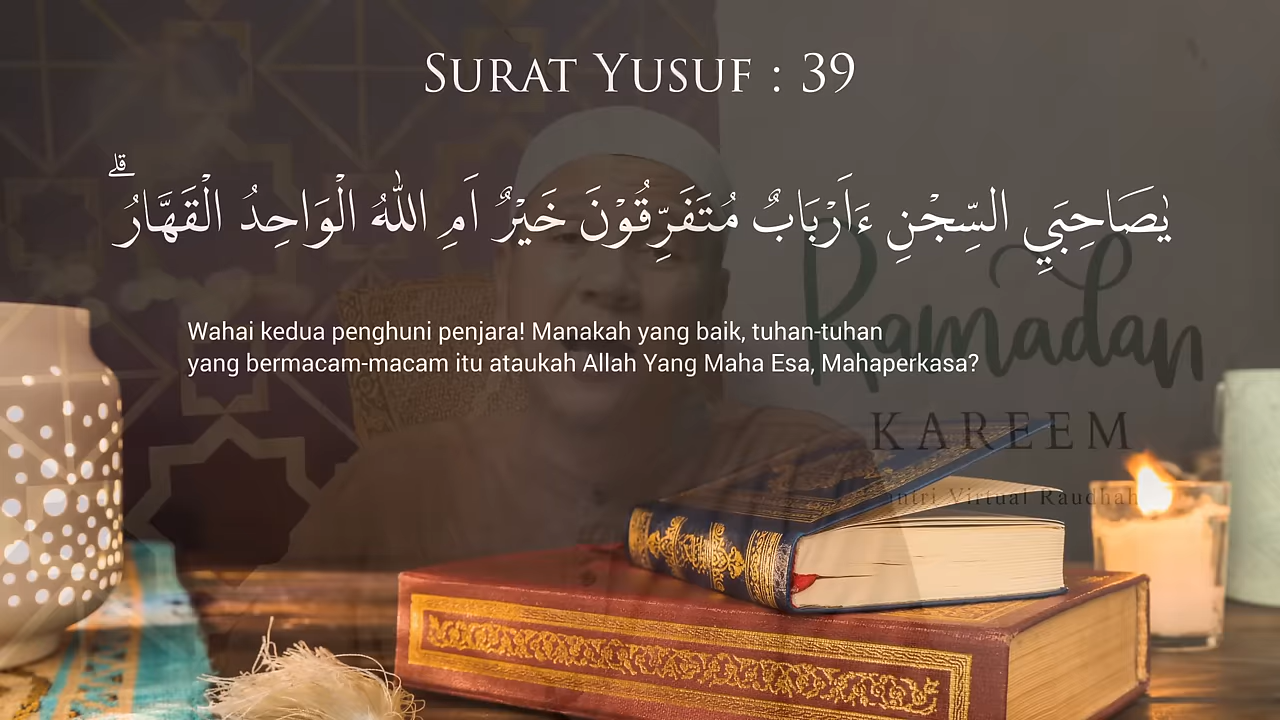 SURAT YUSUF : 39
يٰصَاحِبَيِ السِّجْنِ ءَاَرْبَابٌ مُتَفَرِّقُوْنَ خَيْرٌ اَمِ اللّٰهُ الْوَاحِدُ الْقَهَّارُ ۗ
Wahai kedua penghuni penjara! Manakah yang baik, tuhan-tuhan
yang bermacam-macam itu ataukah Allah Yang Maha Esa, Mahaperkasa?
Ramadan
KAREEM
Virtual Raudhah